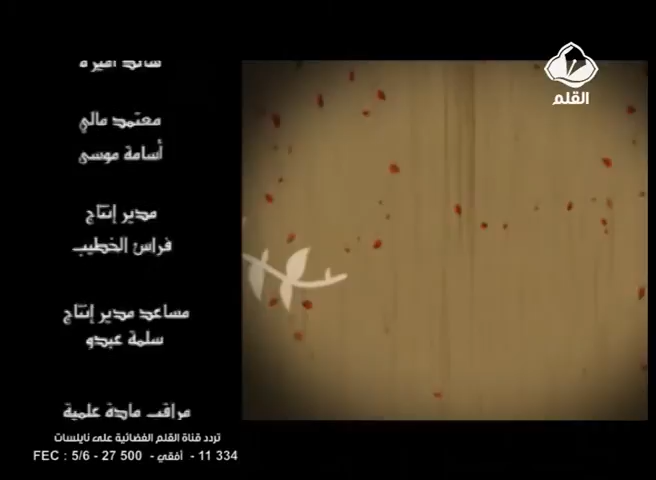 القلم
معتمد مالي
أسامة موسى
مدير إنتاج
فراس الخطيب
مساعد مدير إنتاج
سلمة عبدو
مراقب مادة علمية
تردد قناة القلم الفضائية على نايلسات
FEC : 5/6 - 27 500 - أفقي - 11 334